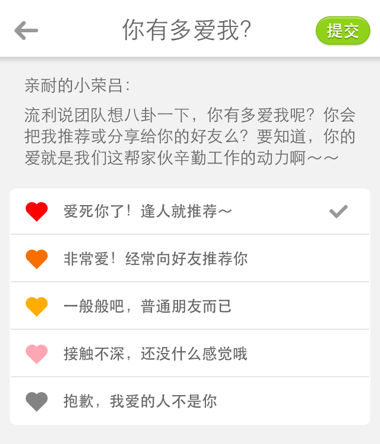 你有多爱我？
提交
亲耐的小荣吕：
流利说团队想八卦一下，你有多爱我呢？你会
把我推荐或分享给你的好友么？要知道，你的
爱就是我们这帮家伙辛勤工作的动力啊～～
爱死你了！逢人就推荐～
非常爱！经常向好友推荐你
一般般吧，普通朋友而已
接触不深，还没什么感觉哦
抱歉，我爱的人不是你